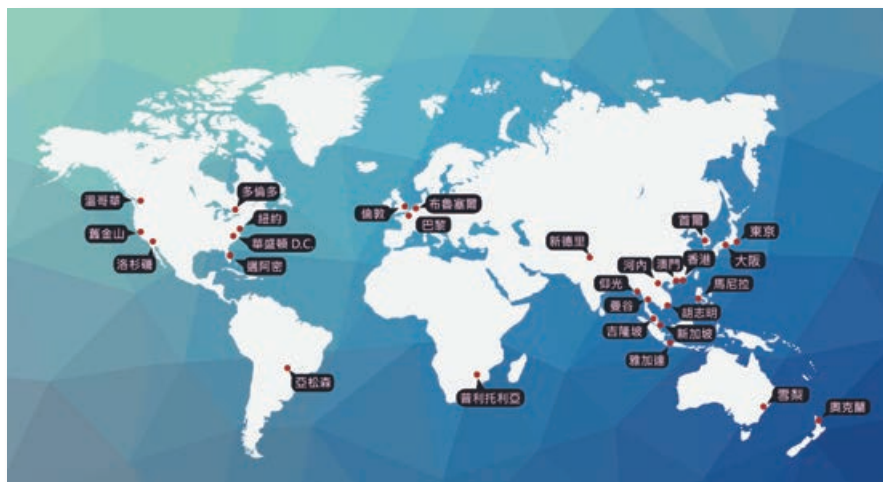 溫哥華
多倫多
紐約
舊金山
華盛頓 D.C.
洛杉磯
邁阿密
亞松森
倫敦
布魯塞爾
巴黎
普利托利亞
新德里
首爾
東京
大阪
河內
澳門
香港
仰光
馬尼拉
曼谷
胡志明
吉隆坡
新加坡
雅加達
雪梨
奧克蘭